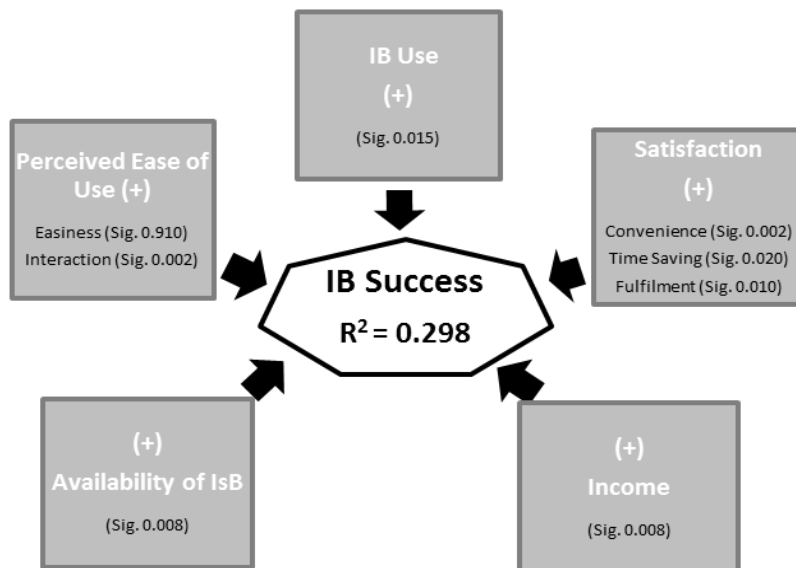 IB Use
(+)
(Sig. 0.015)
Perceived Ease of
Use (+)
Easiness (Sig. 0.910)
Interaction (Sig. 0.002)
Satisfaction
(+)
Convenience (Sig. 0.002)
Time Saving (Sig. 0.020)
Fulfilment (Sig. 0.010)
IB Success
R² = 0.298
(+)
Availability of IsB
(Sig. 0.008)
(+)
Income
(Sig. 0.008)